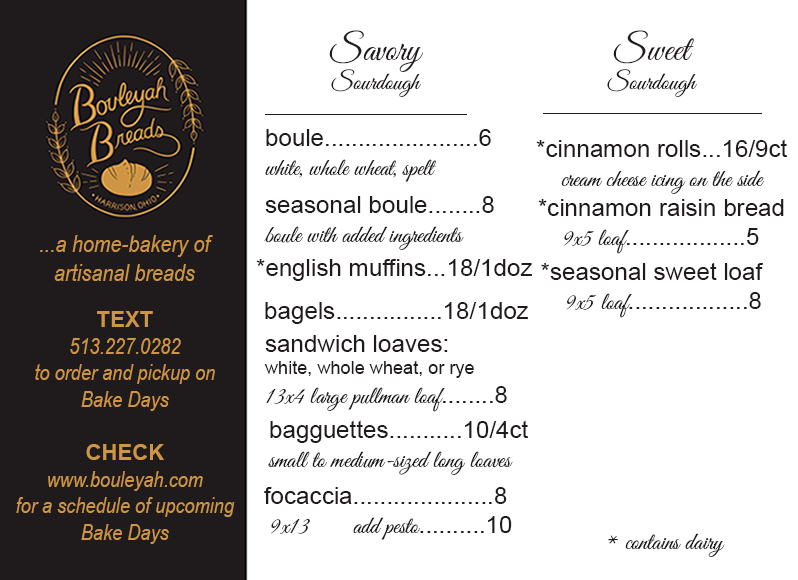 Bouleyah
Breads
• HARRISON, OHIO •
...a home-bakery of
artisanal breads
TEXT
513.227.0282
to order and pickup on
Bake Days
CHECK
www.bouleyah.com
for a schedule of upcoming
Bake Days
Savory
Sourdough
boule.......................6
white, whole wheat, spelt
seasonal boule........8
boule with added ingredients
*english muffins...18/1doz
bagels................18/1doz
sandwich loaves:
white, whole wheat, or rye
13x4 large pullman loaf........8
bagguettes...........10/4ct
small to medium-sized long loaves
focaccia.....................8
9x13 add pesto..........10
Sweet
Sourdough
*cinnamon rolls...16/9ct
cream cheese icing on the side
*cinnamon raisin bread
9x5 loaf..................5
*seasonal sweet loaf
9x5 loaf..................8
* contains dairy